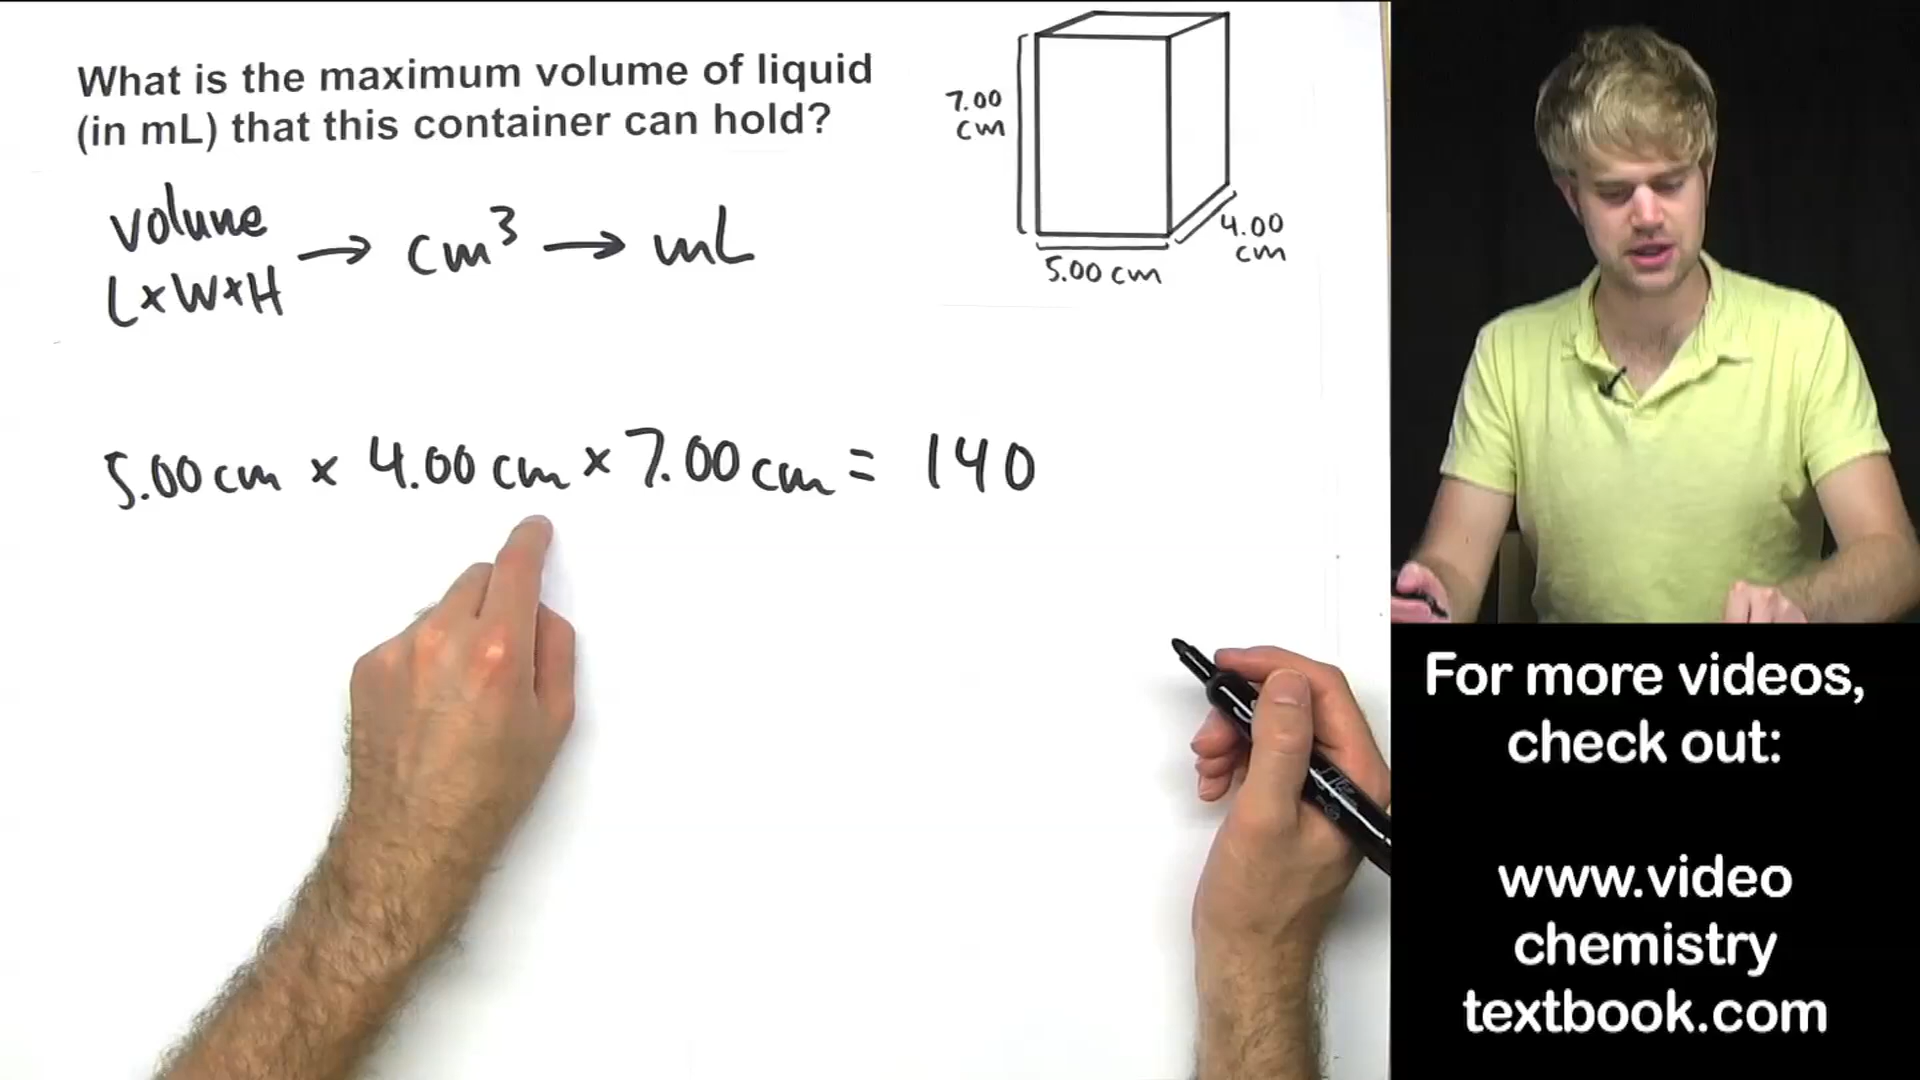 What is the maximum volume of liquid
(in mL) that this container can hold?
7.00
cm
4.00
cm
5.00 cm
volume
L×W×H → cm³ → mL
5.00 cm × 4.00 cm × 7.00 cm = 140
For more videos,
check out:
www.video
chemistry
textbook.com